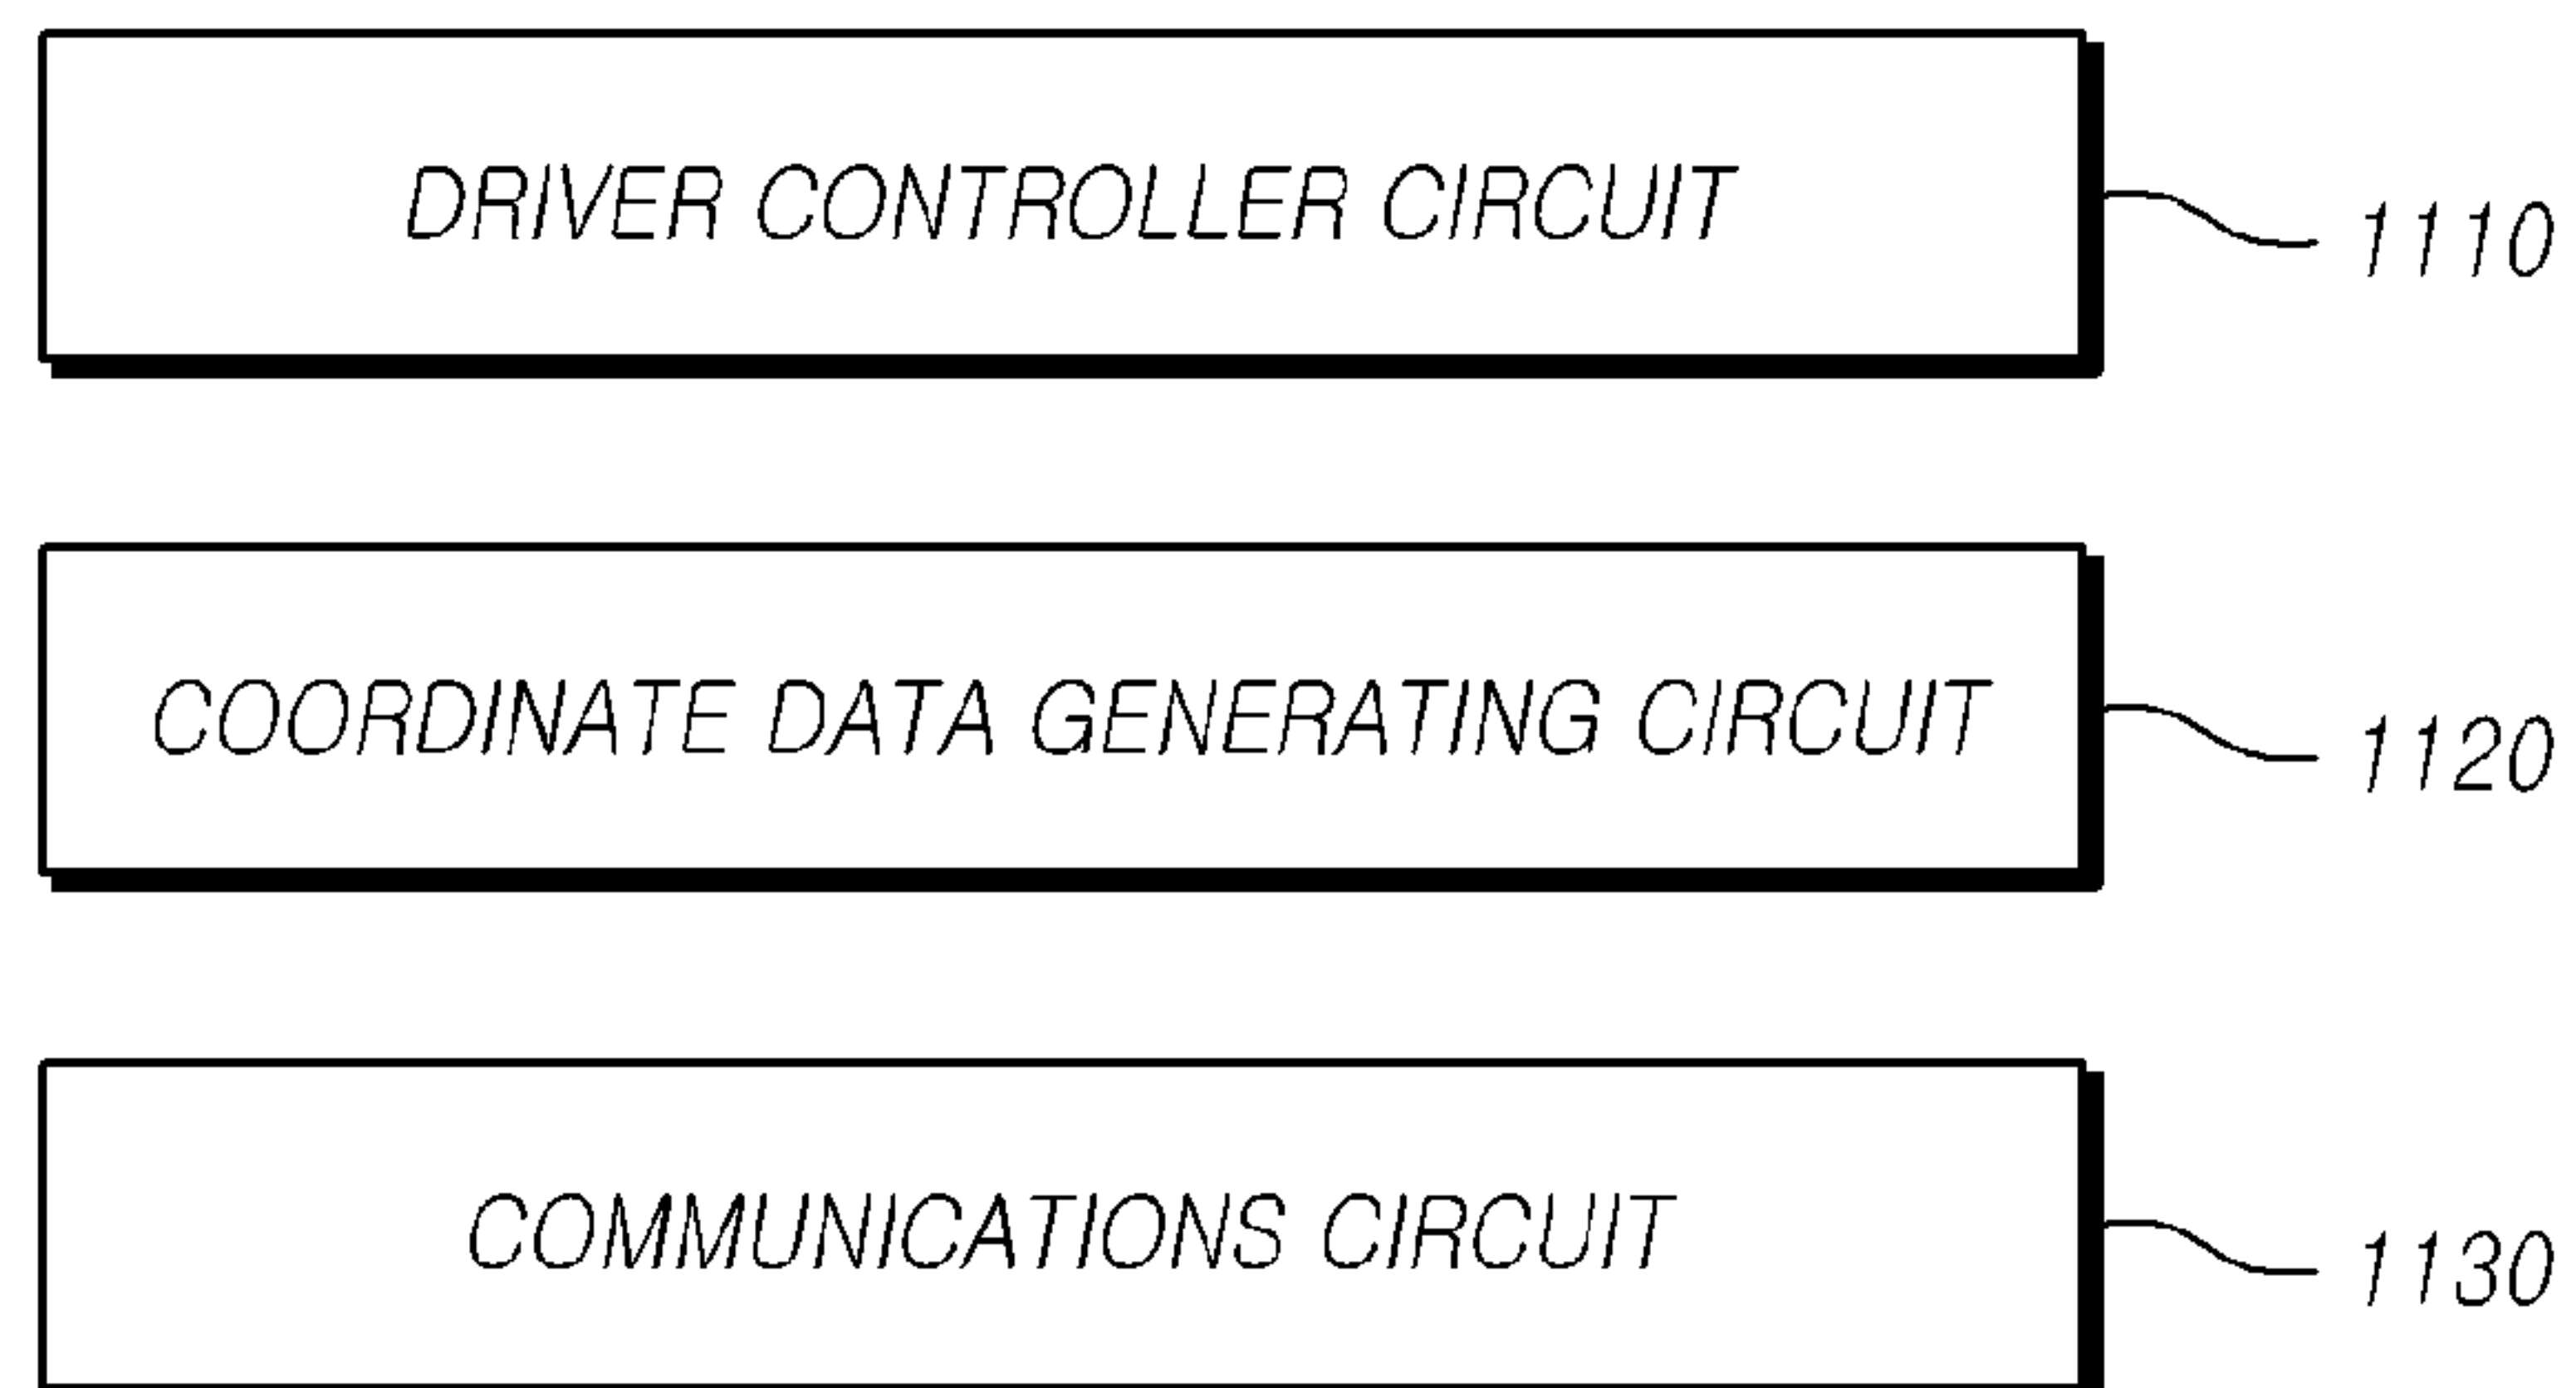 DRIVER CONTROLLER CIRCUIT
1110
COORDINATE DATA GENERATING CIRCUIT
1120
COMMUNICATIONS CIRCUIT
1130